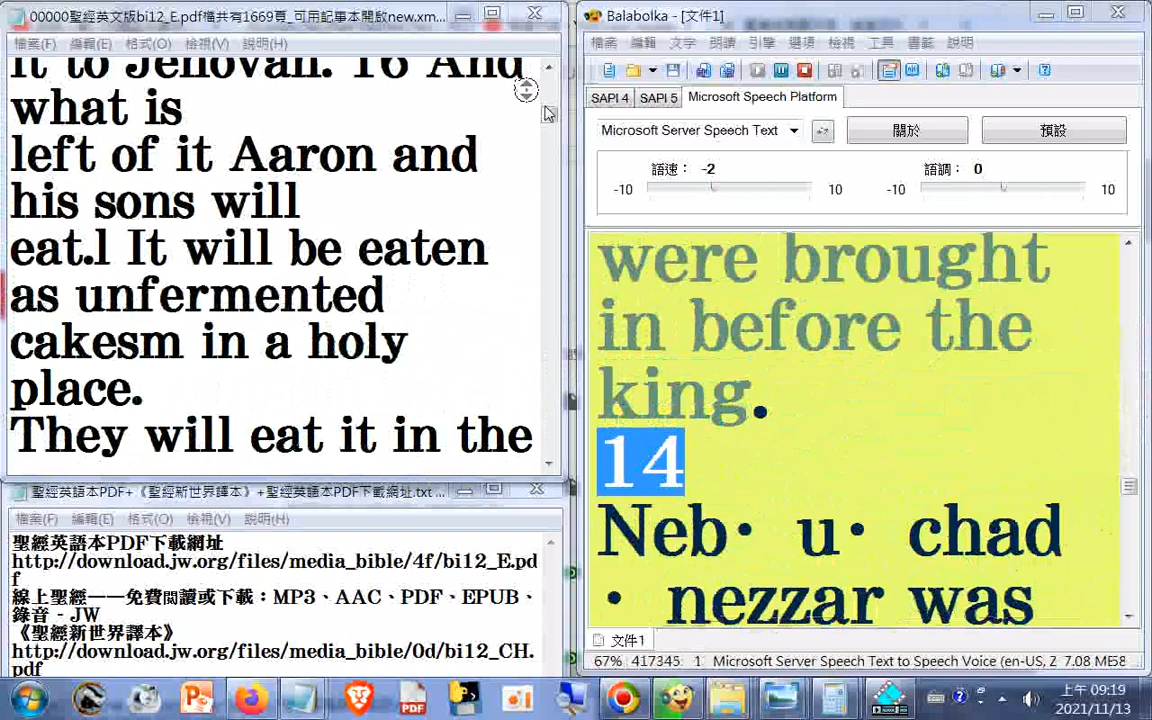 00000聖經英文版bi12_E.pdf檔共有1669頁_可用記事本開啟new.xm...
檔案(F) 編輯(E) 格式(O) 檢視(V) 說明(H)
it to Jehovah. 16 And
what is
left of it Aaron and
his sons will
eat.l It will be eaten
as unfermented
cakesm in a holy
place.
They will eat it in the
聖經英語本PDF+《聖經新世界譯本》+聖經英語本PDF下載網址.txt ...
檔案(F) 編輯(E) 格式(O) 檢視(V) 說明(H)
聖經英語本PDF下載網址
http://download.jw.org/files/media_bible/4f/bi12_E.pd
f
線上聖經——免費閱讀或下載：MP3、AAC、PDF、EPUB、
錄音 - JW
《聖經新世界譯本》
http://download.jw.org/files/media_bible/0d/bi12_CH.
pdf
Balabolka - [文件1]
檔案 編輯 文字 朗讀 引擎 選項 檢視 工具 書籤 說明
SAPI 4 SAPI 5 Microsoft Speech Platform
Microsoft Server Speech Text 關於 預設
語速： -2 語調： 0
-10 10 -10 10
were brought
in before the
king.
14
Neb· u· chad
· nezzar was
文件1
67% 417345: 1 Microsoft Server Speech Text to Speech Voice (en-US, Z 7.08 ME58
上午 09:19
2021/11/13